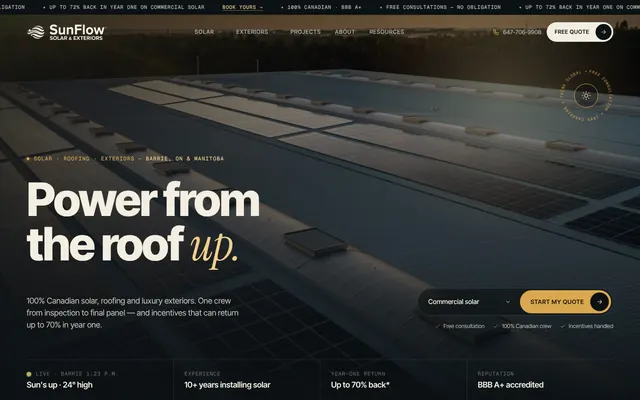 LIGATION • UP TO 72% BACK IN YEAR ONE ON COMMERCIAL SOLAR BOOK YOURS → • 100% CANADIAN · BBB A+ • FREE CONSULTATIONS — NO OBLIGATION • UP TO 72% BACK IN YEAR ONE ON COMM
SunFlow
SOLAR & EXTERIORS
SOLAR EXTERIORS PROJECTS ABOUT RESOURCES
647-706-9908 FREE QUOTE →
SOLAR · ROOFING · EXTERIORS — BARRIE, ON & MANITOBA
Power from
the roof up.
100% Canadian solar, roofing and luxury exteriors. One crew
from inspection to final panel — and incentives that can return
up to 70% in year one.
Commercial solar START MY QUOTE →
✓ Free consultation ✓ 100% Canadian crew ✓ Incentives handled
LIVE · BARRIE 1:23 P.M.
Sun's up · 24° high
EXPERIENCE
10+ years installing solar
YEAR-ONE RETURN
Up to 70% back*
REPUTATION
BBB A+ accredited